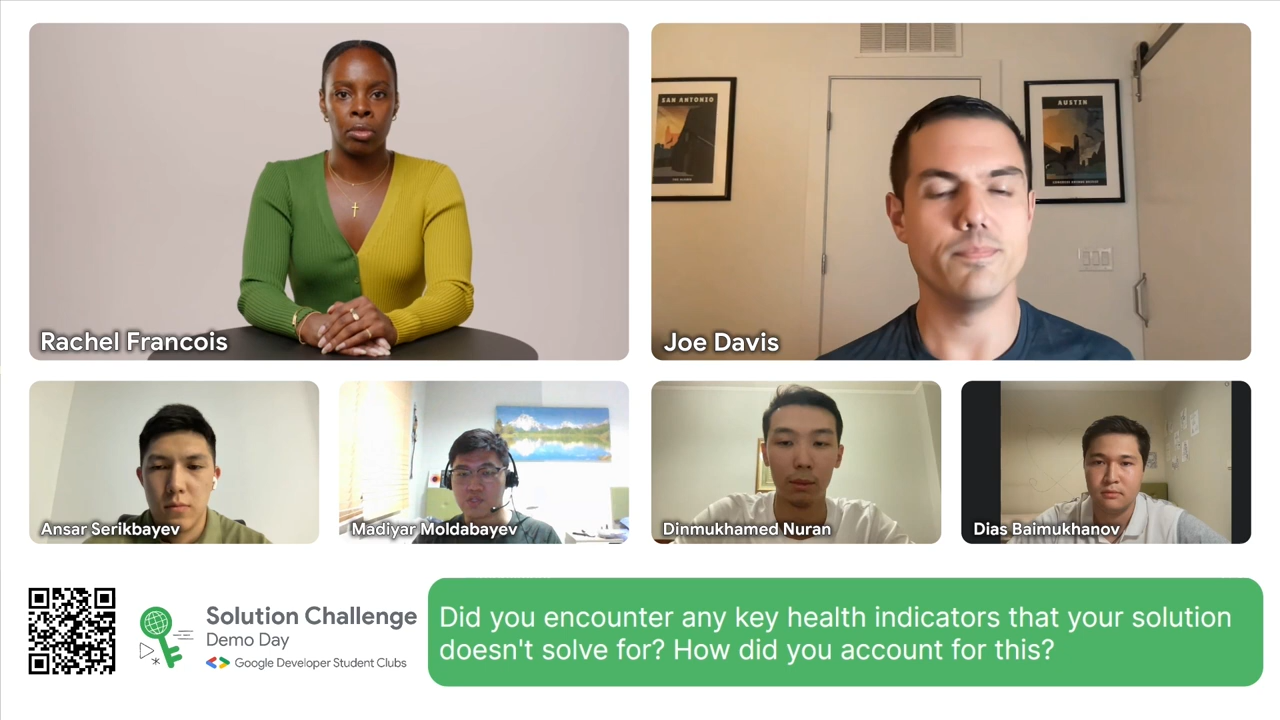 SAN ANTONIO
AUSTIN
Rachel Francois
Joe Davis
Ansar Serikbayev
Madiyar Moldabayev
Dinmukhamed Nuran
Dias Baimukhanov
Solution Challenge
Demo Day
Google Developer Student Clubs
Did you encounter any key health indicators that your solution
doesn't solve for? How did you account for this?